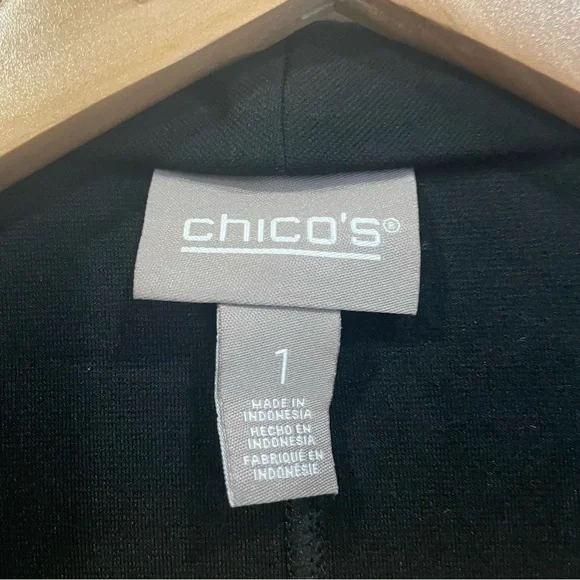 chico's®
1
MADE IN
INDONESIA
HECHO EN
INDONESIA
FABRIQUÉ EN
INDONÉSIE